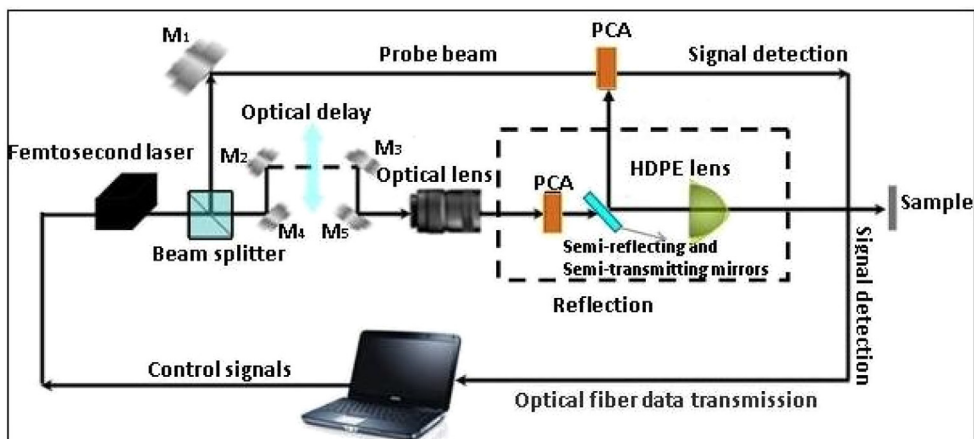 M1
PCA
Probe beam
Signal detection
Optical delay
Femtosecond laser
M2
M3
Optical lens
HDPE lens
PCA
Sample
M4
M5
Beam splitter
Semi-reflecting and
Semi-transmitting mirrors
Signal detection
Reflection
Control signals
Optical fiber data transmission